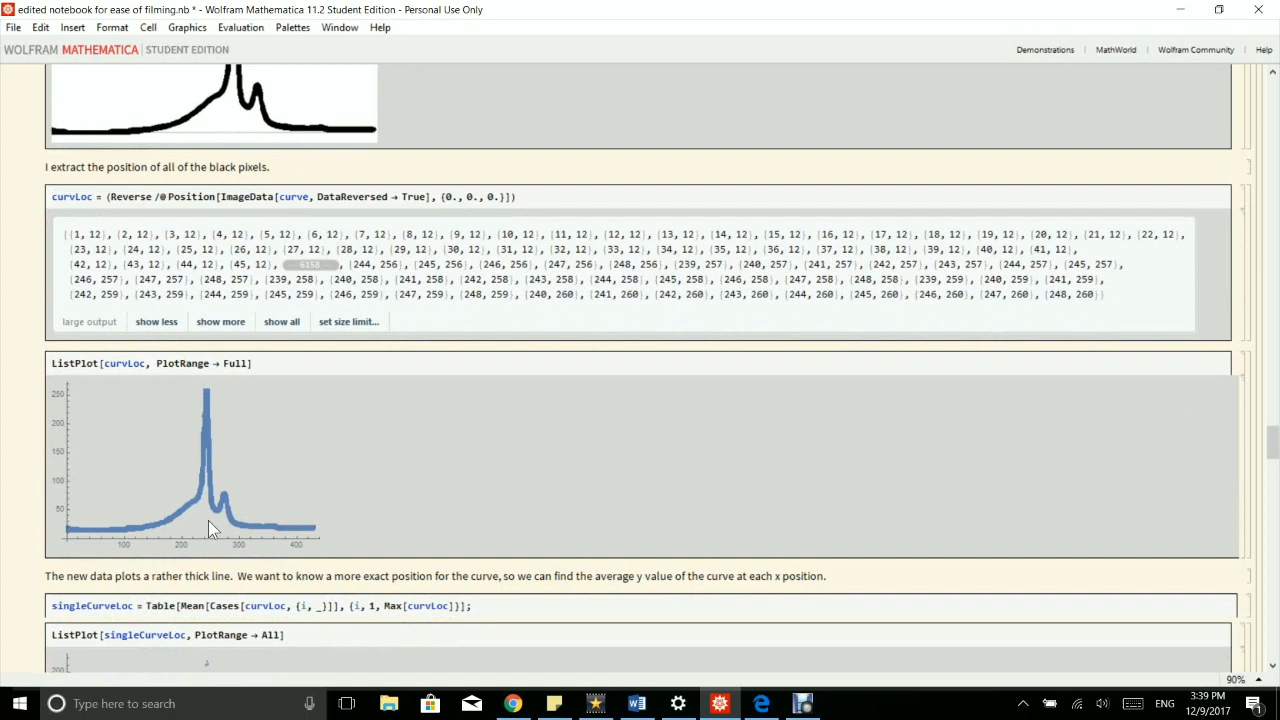 edited notebook for ease of filming.nb * - Wolfram Mathematica 11.2 Student Edition - Personal Use Only
File Edit Insert Format Cell Graphics Evaluation Palettes Window Help
WOLFRAM MATHEMATICA | STUDENT EDITION Demonstrations MathWorld Wolfram Community Help
I extract the position of all of the black pixels.
curvLoc = (Reverse /@ Position[ImageData[curve, DataReversed → True], {0., 0., 0.}])
{{1, 12}, {2, 12}, {3, 12}, {4, 12}, {5, 12}, {6, 12}, {7, 12}, {8, 12}, {9, 12}, {10, 12}, {11, 12}, {12, 12}, {13, 12}, {14, 12}, {15, 12}, {16, 12}, {17, 12}, {18, 12}, {19, 12}, {20, 12}, {21, 12}, {22, 12},
{23, 12}, {24, 12}, {25, 12}, {26, 12}, {27, 12}, {28, 12}, {29, 12}, {30, 12}, {31, 12}, {32, 12}, {33, 12}, {34, 12}, {35, 12}, {36, 12}, {37, 12}, {38, 12}, {39, 12}, {40, 12}, {41, 12},
{42, 12}, {43, 12}, {44, 12}, {45, 12}, 6158, {244, 256}, {245, 256}, {246, 256}, {247, 256}, {248, 256}, {239, 257}, {240, 257}, {241, 257}, {242, 257}, {243, 257}, {244, 257}, {245, 257},
{246, 257}, {247, 257}, {248, 257}, {239, 258}, {240, 258}, {241, 258}, {242, 258}, {243, 258}, {244, 258}, {245, 258}, {246, 258}, {247, 258}, {248, 258}, {239, 259}, {240, 259}, {241, 259},
{242, 259}, {243, 259}, {244, 259}, {245, 259}, {246, 259}, {247, 259}, {248, 259}, {240, 260}, {241, 260}, {242, 260}, {243, 260}, {244, 260}, {245, 260}, {246, 260}, {247, 260}, {248, 260}}
large output show less show more show all set size limit...
ListPlot[curvLoc, PlotRange → Full]
250
200
150
100
50
100 200 300 400
The new data plots a rather thick line. We want to know a more exact position for the curve, so we can find the average y value of the curve at each x position.
singleCurveLoc = Table[Mean[Cases[curvLoc, {i, _}]], {i, 1, Max[curvLoc]}];
ListPlot[singleCurveLoc, PlotRange → All]
200
90%
Type here to search
ENG
3:39 PM
12/9/2017
1